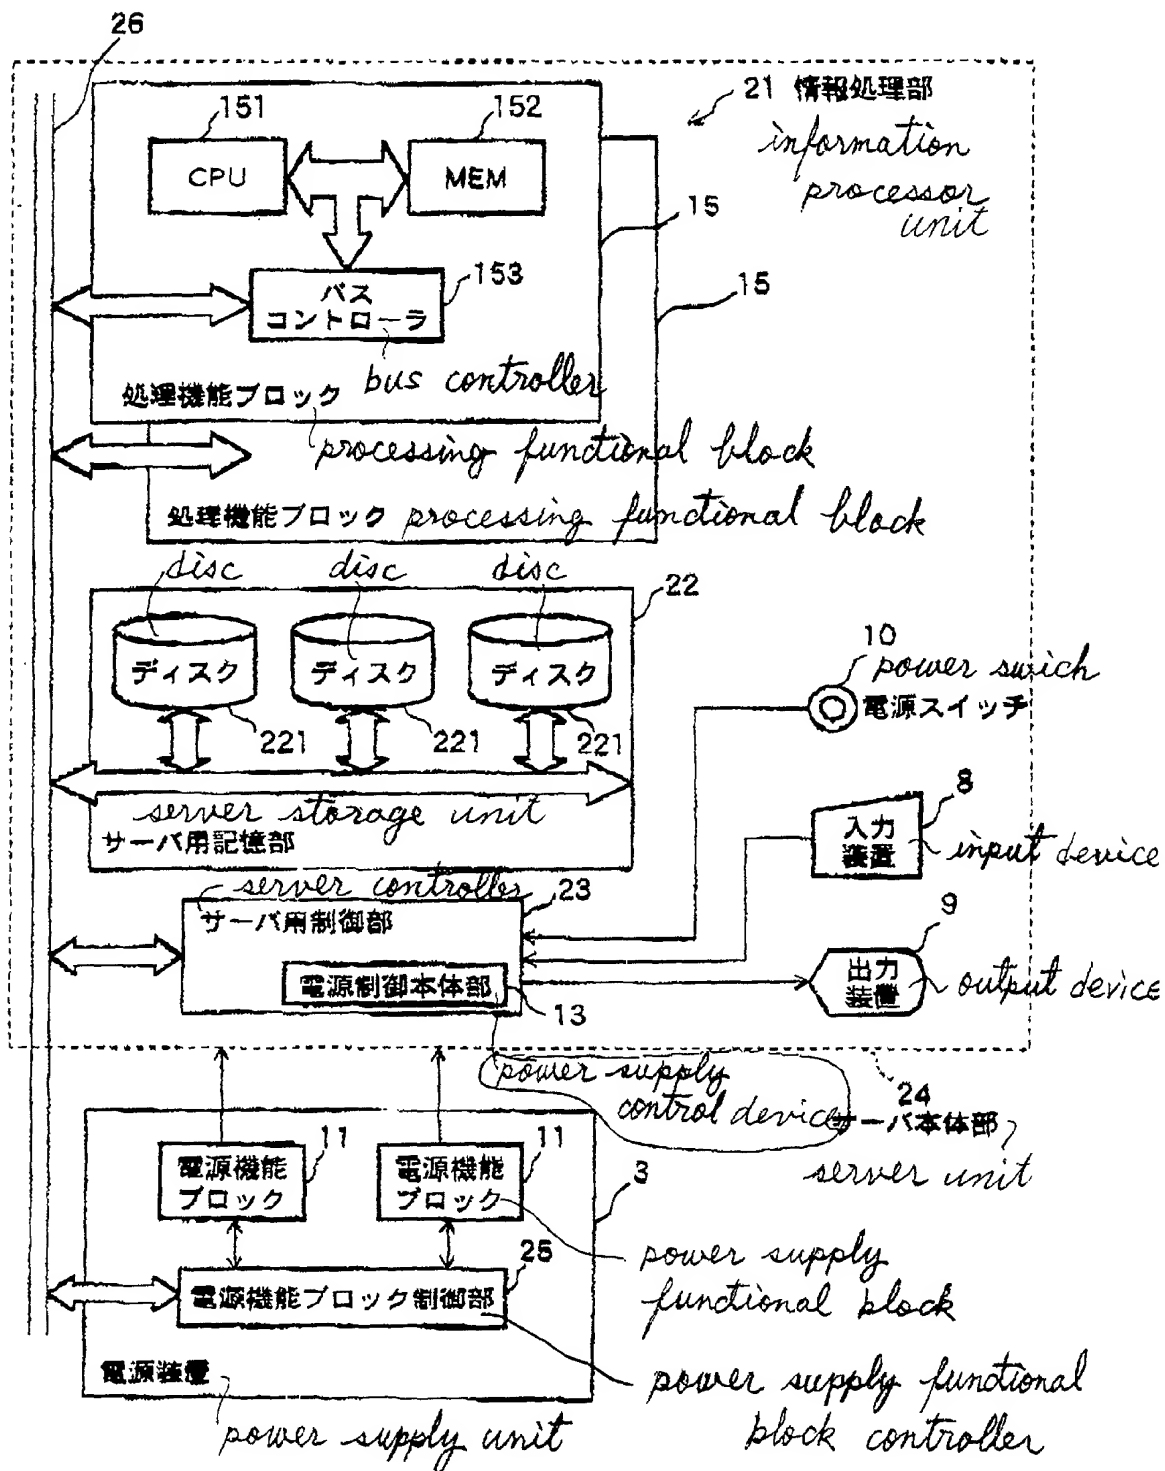 26
21 情報処理部
information
processor
unit
151
152
CPU
MEM
15
15
153
バス
コントローラ
bus controller
処理機能ブロック
processing functional block
処理機能ブロック processing functional block
disc disc disc
22
ディスク ディスク ディスク
221 221 221
server storage unit
サーバ用記憶部
10
power swich
電源スイッチ
8
入力
装置
input device
server controller
23
サーバ用制御部
電源制御本体部
13
9
出力
装置
output device
power supply
control device
24
サーバ本体部
server unit
11 11
電源機能
ブロック
電源機能
ブロック
3
power supply
functional block
25
電源機能ブロック制御部
電源装置
power supply functional
block controller
power supply unit